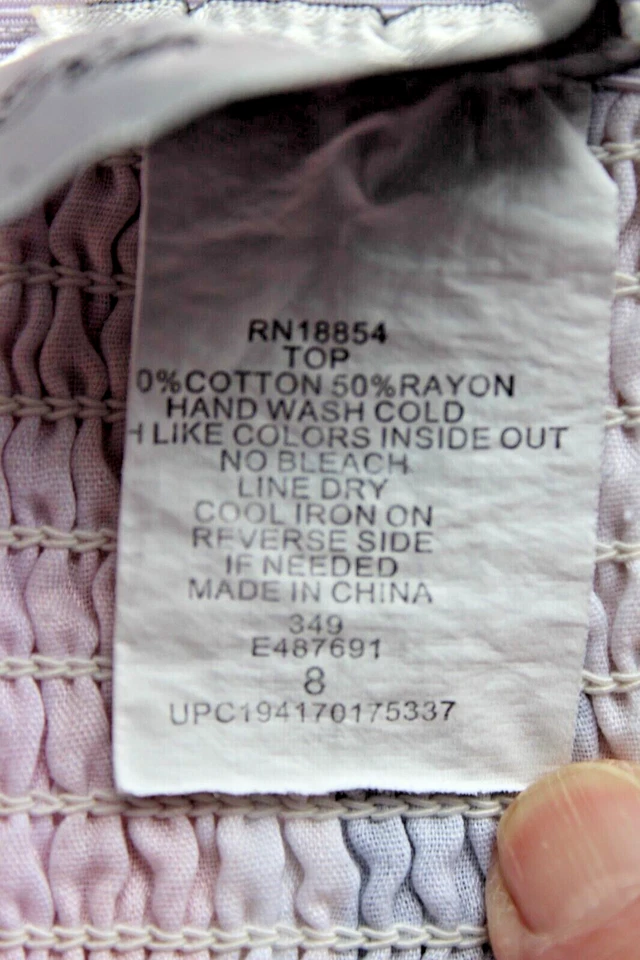 RN18854
TOP
0%COTTON 50%RAYON
HAND WASH COLD
H LIKE COLORS INSIDE OUT
NO BLEACH
LINE DRY
COOL IRON ON
REVERSE SIDE
IF NEEDED
MADE IN CHINA
349
E487691
8
UPC194170175337